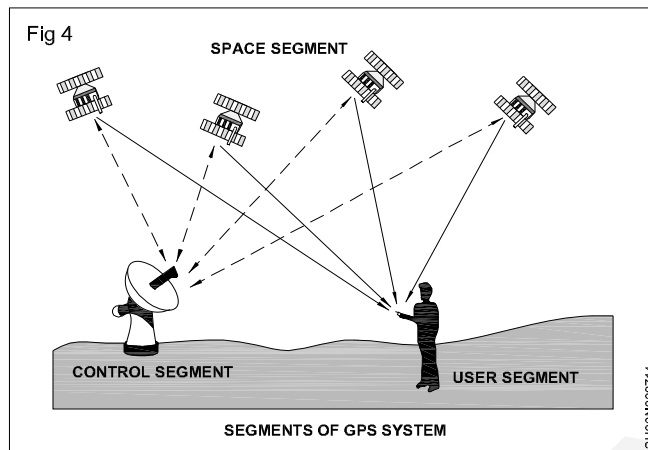 Fig 4
SPACE SEGMENT
CONTROL SEGMENT
USER SEGMENT
SEGMENTS OF GPS SYSTEM